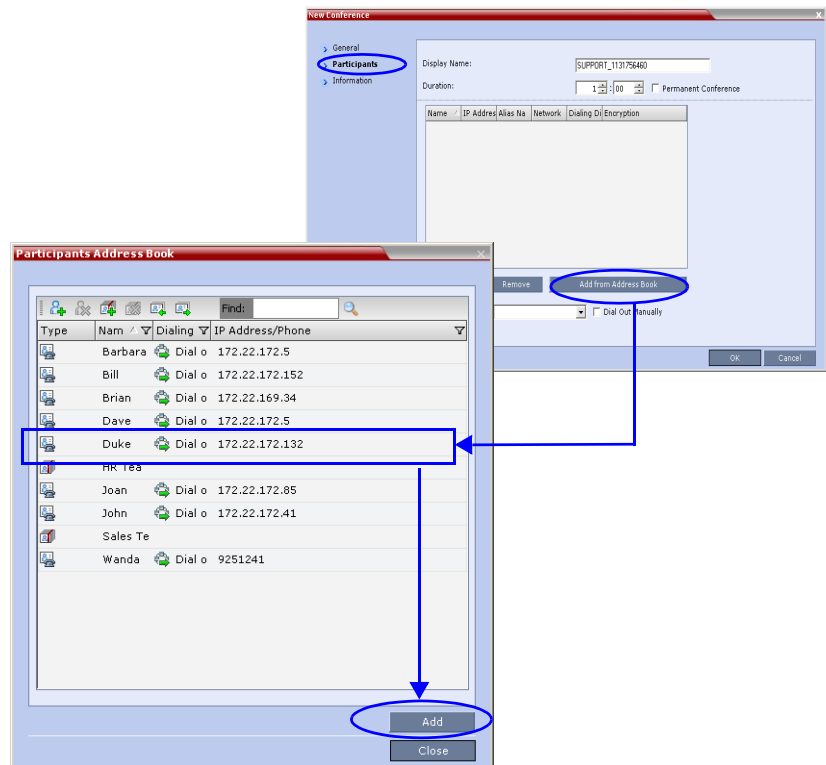 New Conference
X
General
Participants
Information
Display Name:
SUPPORT_1131756460
Duration:
1 : 00
Permanent Conference
Name
IP Addres
Alias Na
Network
Dialing Di
Encryption
Remove
Add from Address Book
Dial Out Manually
OK
Cancel
Participants Address Book
X
Find:
Type
Nam
Dialing
IP Address/Phone
Barbara Dial o 172.22.172.5
Bill Dial o 172.22.172.152
Brian Dial o 172.22.169.34
Dave Dial o 172.22.172.5
Duke Dial o 172.22.172.132
HR Tea
Joan Dial o 172.22.172.85
John Dial o 172.22.172.41
Sales Te
Wanda Dial o 9251241
Add
Close